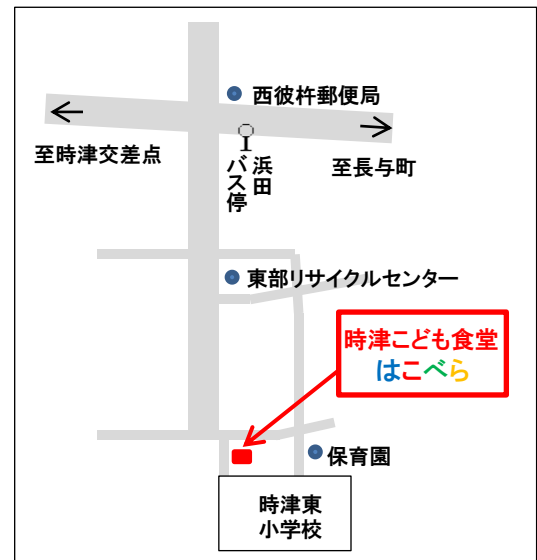 西彼杵郵便局
至時津交差点
浜田
バス停
至長与町
東部リサイクルセンター
時津こども食堂
はこべら
保育園
時津東
小学校